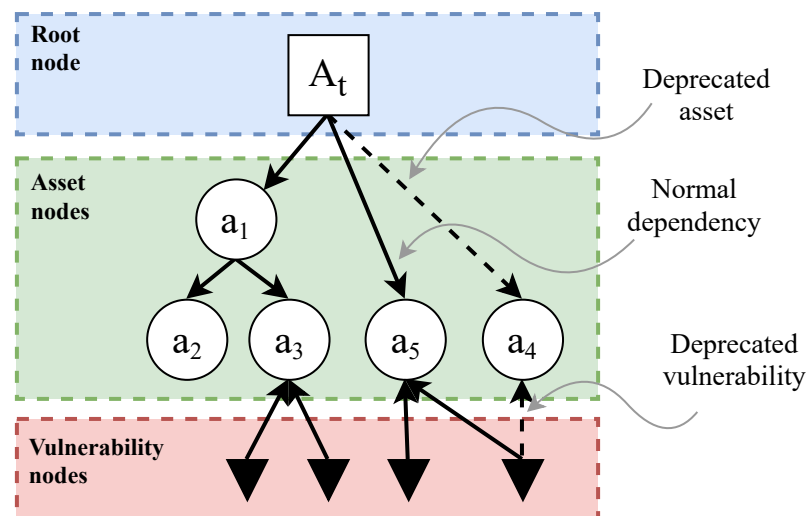 Root
node
A_t
Deprecated
asset
Asset
nodes
a_1
Normal
dependency
a_2
a_3
a_5
a_4
Deprecated
vulnerability
Vulnerability
nodes